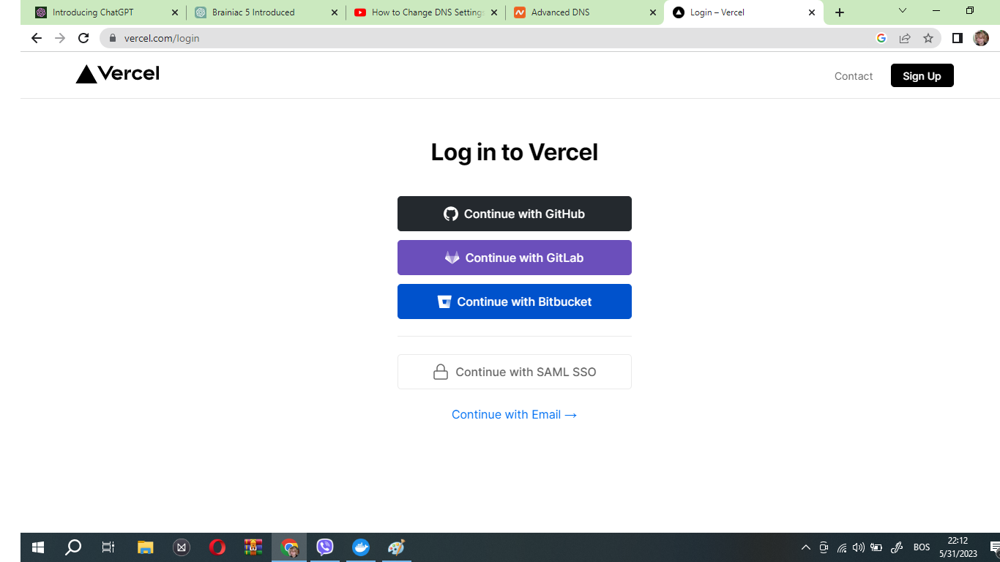 Introducing ChatGPT
Brainiac 5 Introduced
How to Change DNS Settings
Advanced DNS
Login – Vercel
vercel.com/login
Vercel
Contact
Sign Up
Log in to Vercel
Continue with GitHub
Continue with GitLab
Continue with Bitbucket
Continue with SAML SSO
Continue with Email →
BOS
22:12
5/31/2023